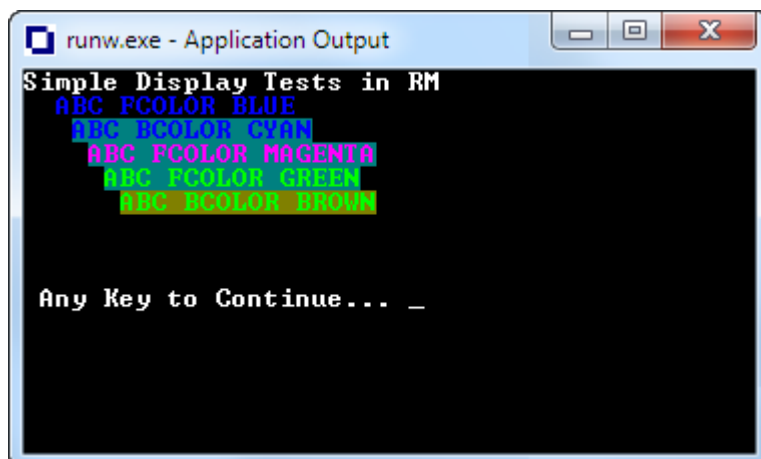 runw.exe - Application Output
Simple Display Tests in RM
ABC FCOLOR BLUE
ABC BCOLOR CYAN
ABC FCOLOR MAGENTA
ABC FCOLOR GREEN
ABC BCOLOR BROWN
Any Key to Continue... _